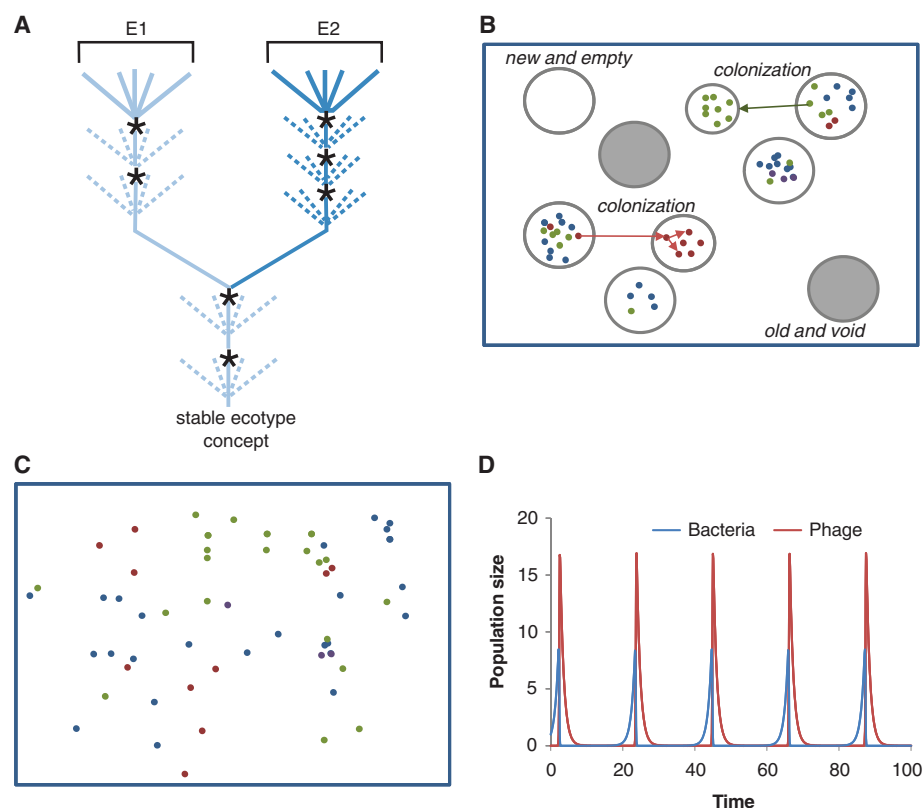 A
E1
E2
stable ecotype
concept
B
new and empty
colonization
colonization
old and void
C
D
20
15
10
5
0
Population size
Bacteria
Phage
0
20
40
60
80
100
Time